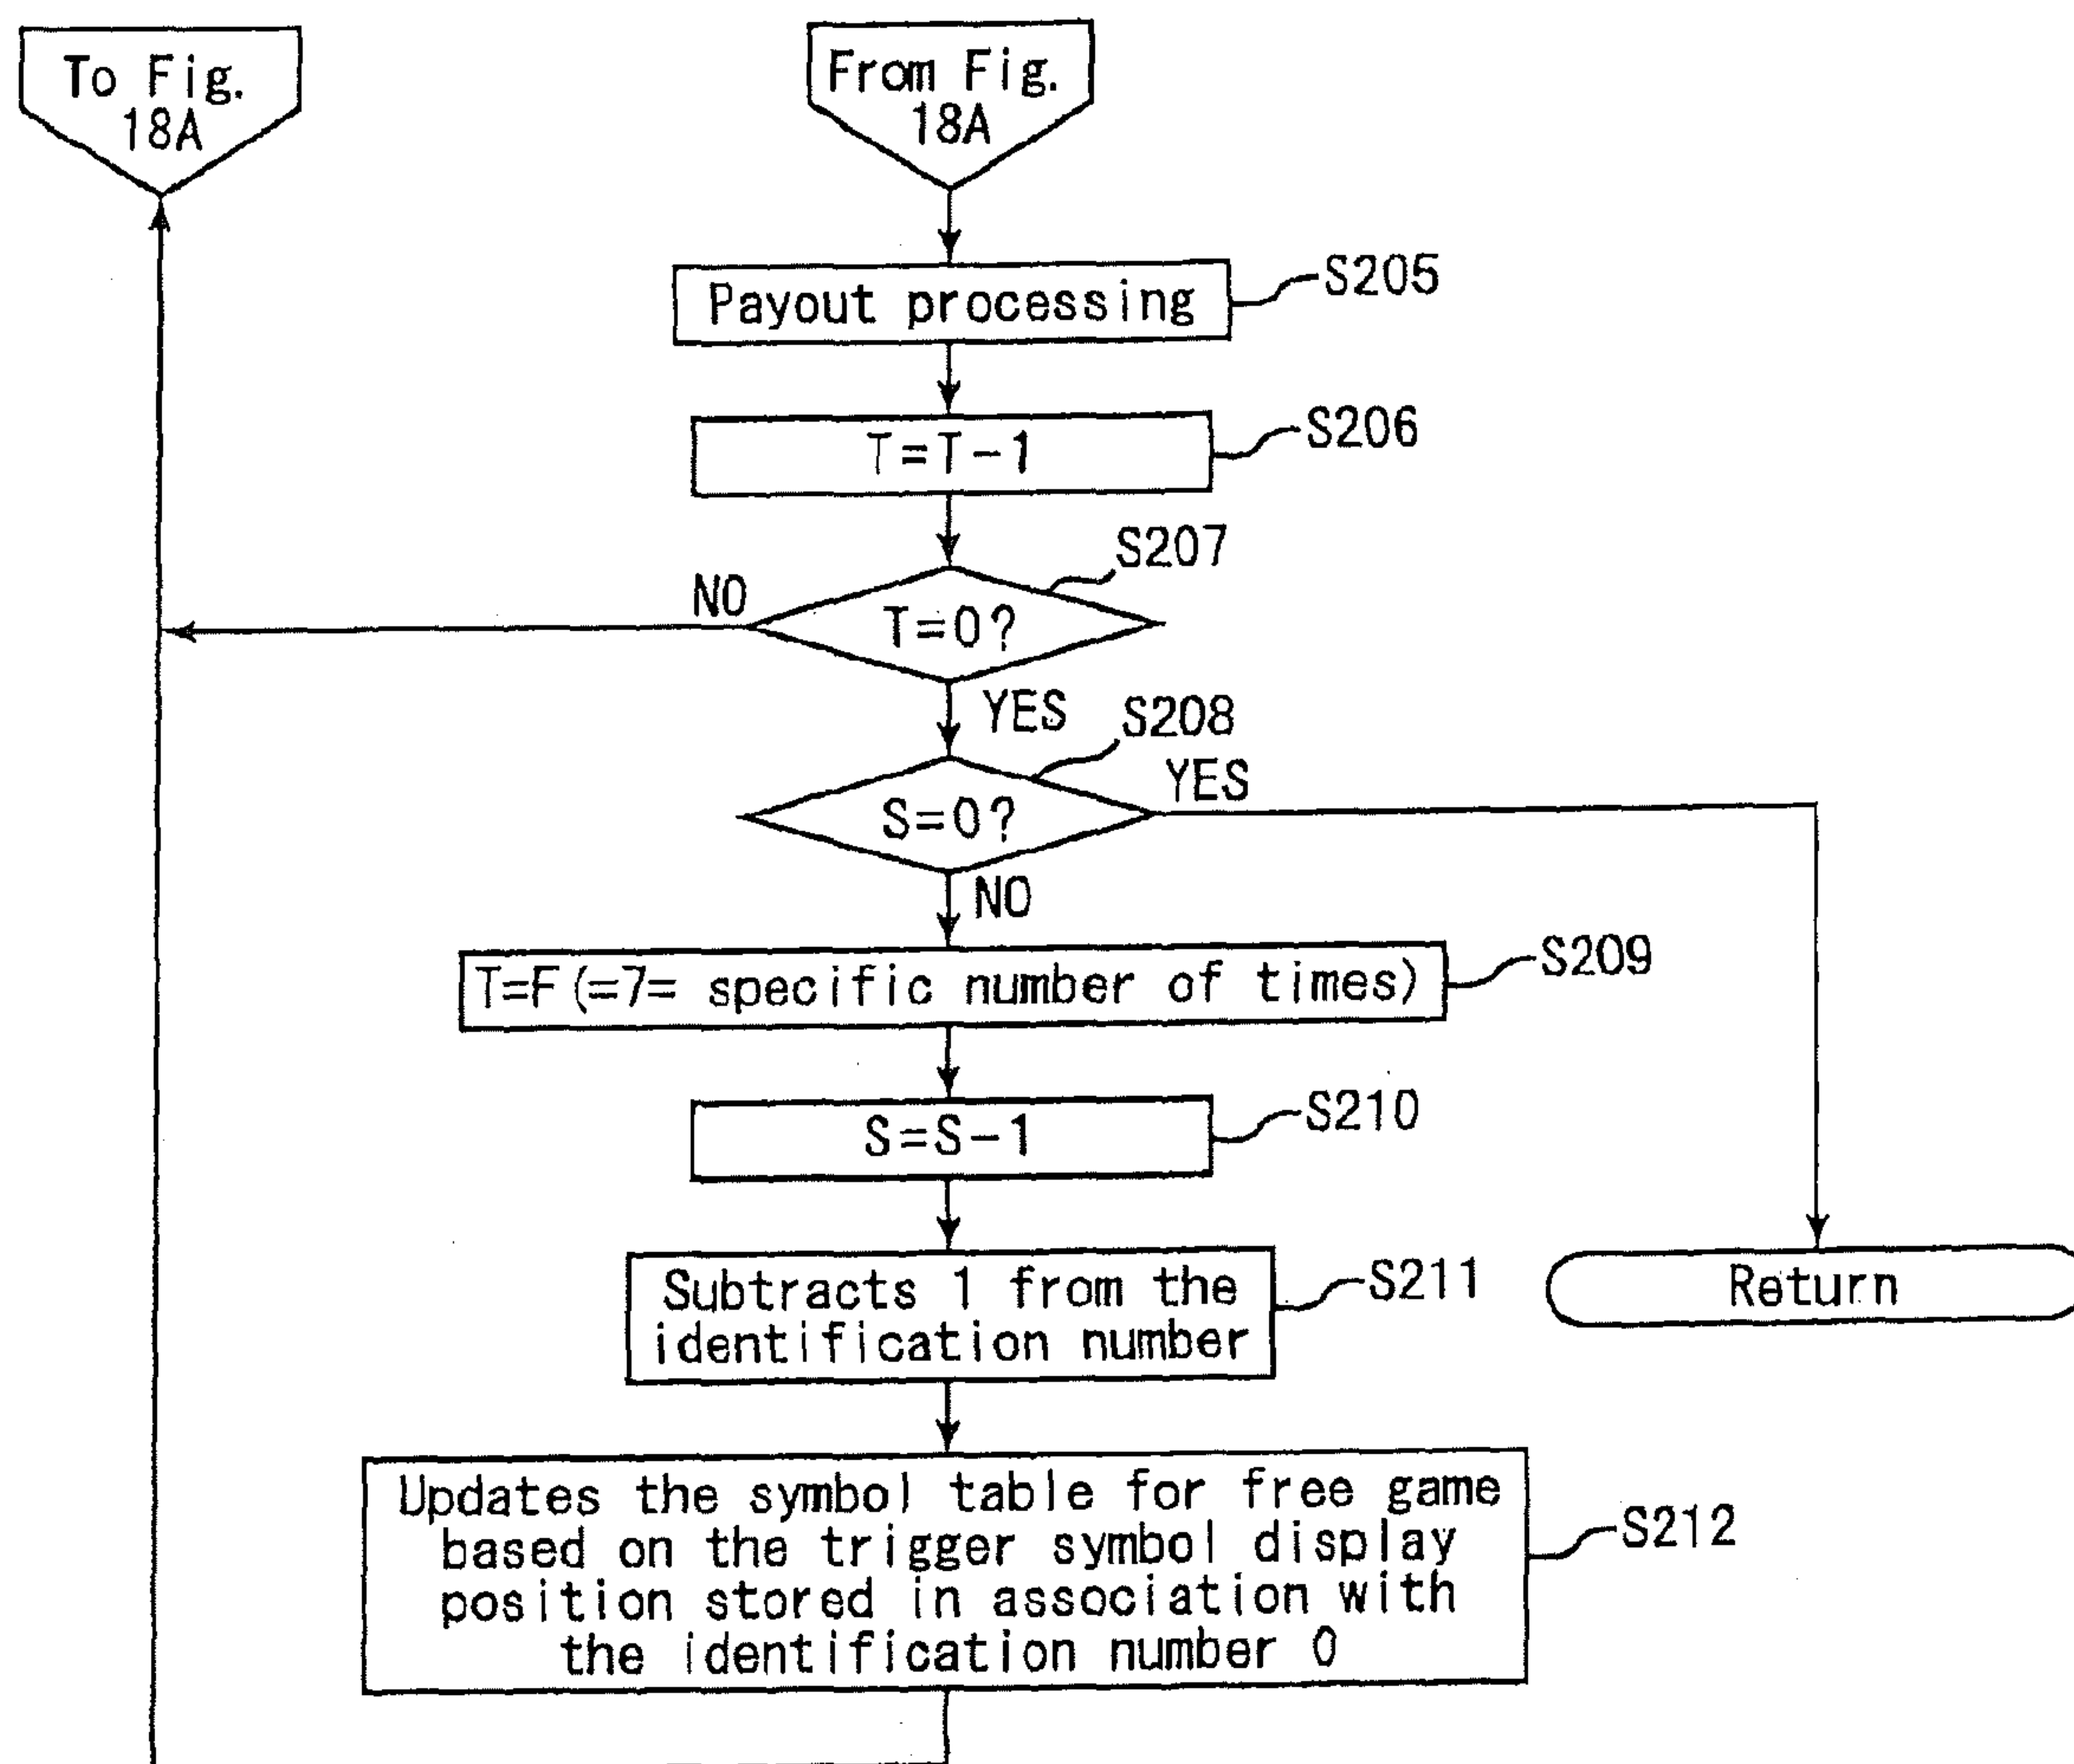 To Fig.
18A
From Fig.
18A
Payout processing
S205
T=T-1
S206
S207
NO
T=0?
YES
S208
YES
S=0?
NO
T=F(=7= specific number of times)
S209
S=S-1
S210
Subtracts 1 from the
identification number
S211
Return
Updates the symbol table for free game
based on the trigger symbol display
position stored in association with
the identification number 0
S212